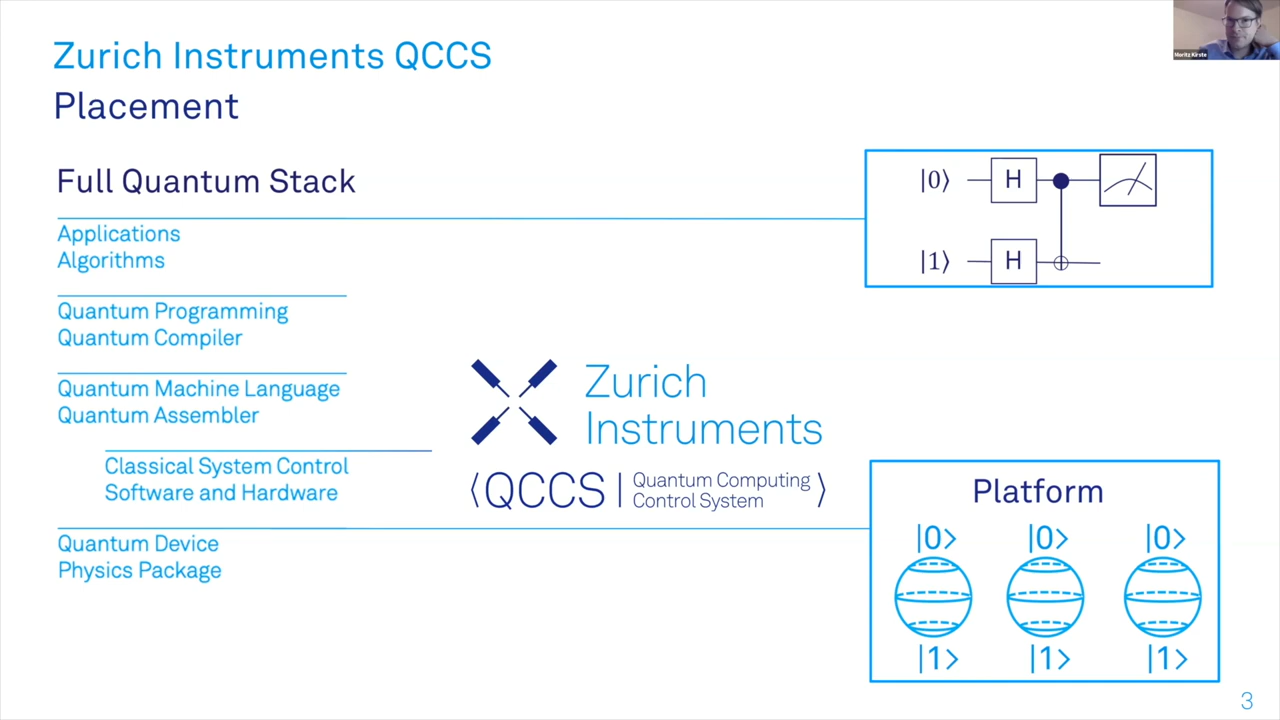 Zurich Instruments QCCS
Placement
Moritz Kirste
Full Quantum Stack
Applications
Algorithms
Quantum Programming
Quantum Compiler
Quantum Machine Language
Quantum Assembler
Classical System Control
Software and Hardware
Quantum Device
Physics Package
Zurich
Instruments
⟨QCCS | Quantum Computing
Control System ⟩
|0⟩ H
|1⟩ H
Platform
|0> |0> |0>
|1> |1> |1>
3